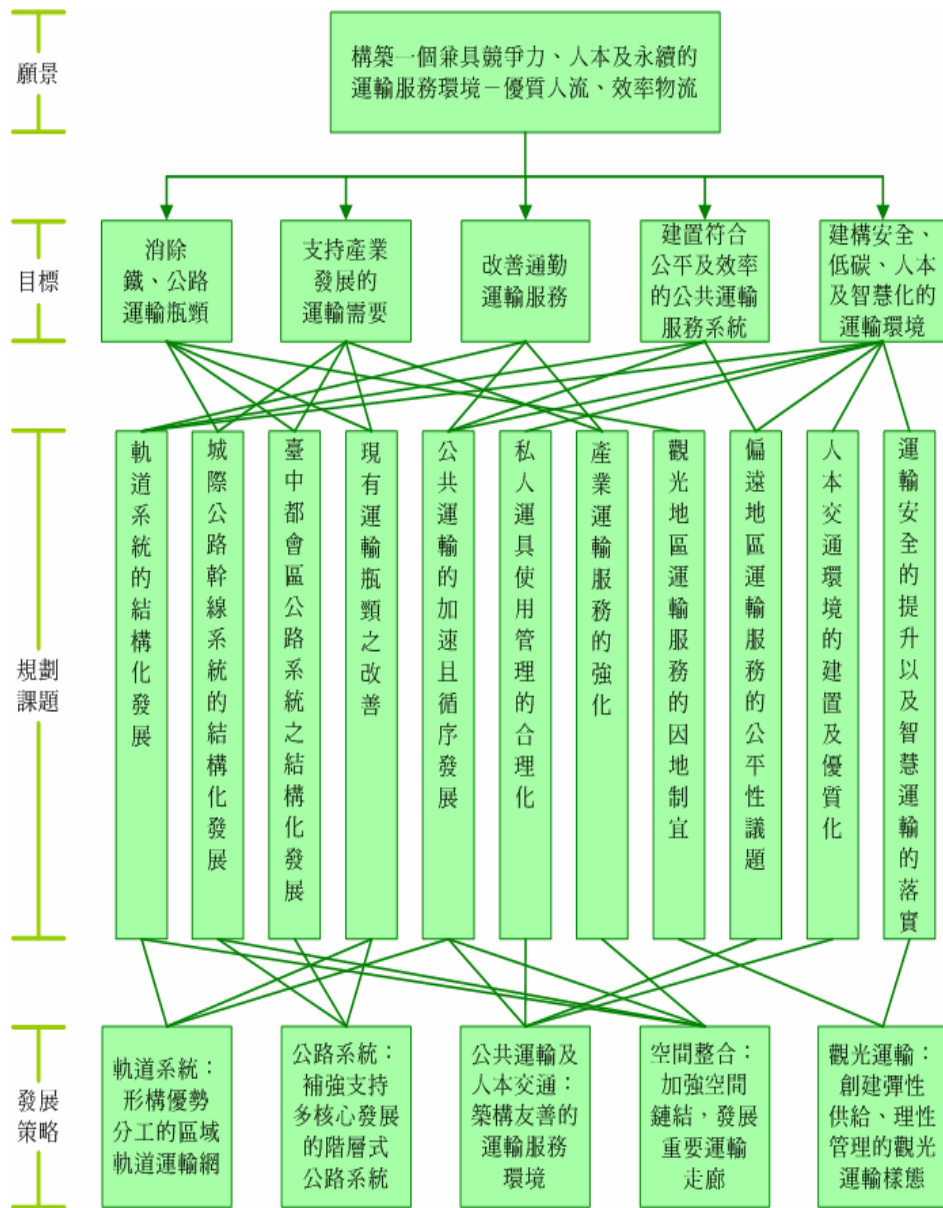 願景
構築一個兼具競爭力、人本及永續的
運輸服務環境－優質人流、效率物流
目標
消除
鐵、公路
運輸瓶頸
支持產業
發展的
運輸需要
改善通勤
運輸服務
建置符合
公平及效率
的公共運輸
服務系統
建構安全、
低碳、人本
及智慧化的
運輸環境
規劃
課題
軌道系統的結構化發展
城際公路幹線系統的結構化發展
臺中都會區公路系統之結構化發展
現有運輸瓶頸之改善
公共運輸的加速且循序發展
私人運具使用管理的合理化
產業運輸服務的強化
觀光地區運輸服務的因地制宜
偏遠地區運輸服務的公平性議題
人本交通環境的建置及優質化
運輸安全的提升以及智慧運輸的落實
發展
策略
軌道系統：
形構優勢
分工的區域
軌道運輸網
公路系統：
補強支持
多核心發展
的階層式
公路系統
公共運輸及
人本交通：
築構友善的
運輸服務
環境
空間整合：
加強空間
鏈結，發展
重要運輸
走廊
觀光運輸：
創建彈性
供給、理性
管理的觀光
運輸樣態